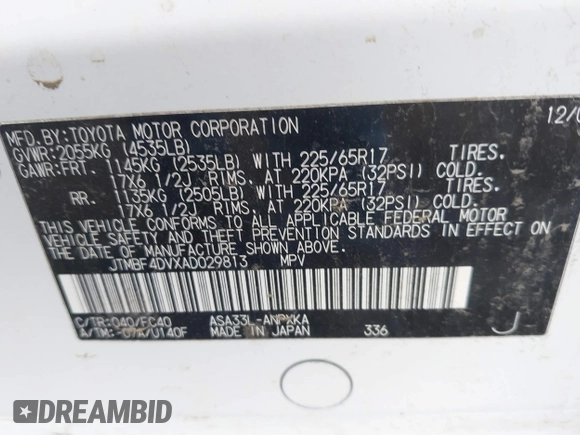 MFD.BY:TOYOTA MOTOR CORPORATION 12/0
GVWR:2055KG (4535LB)
GAWR:FRT. 1145KG (2535LB) WITH 225/65R17 TIRES.
17X6 1/2J RIMS. AT 220KPA (32PSI) COLD.
RR. 1135KG (2505LB) WITH 225/65R17 TIRES.
17X6 1/2J RIMS. AT 220KPA (32PSI) COLD.
THIS VEHICLE CONFORMS TO ALL APPLICABLE FEDERAL MOTOR
VEHICLE SAFETY STANDARDS IN EFFECT ON
THE DATE OF MANUFACTURE SHOWN ABOVE.
JTMBF4DVXAD029813 MPV
C/TR:040/FC40 ASA33L-ANPXKA
A/TM: /U140F MADE IN JAPAN 336 J
DREAMBID